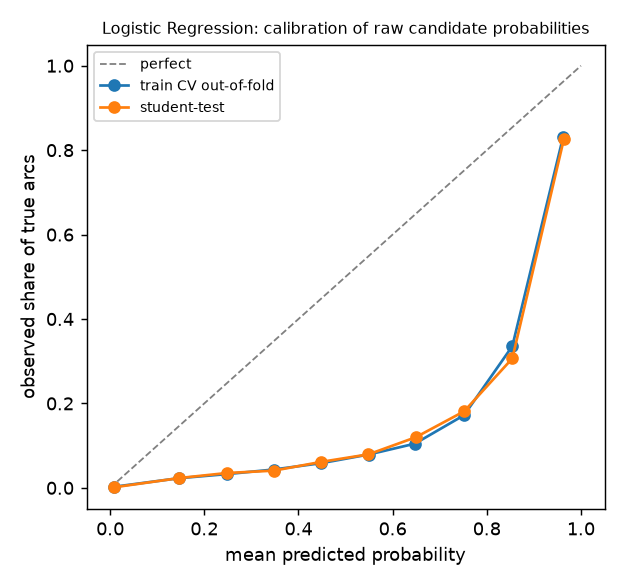 Logistic Regression: calibration of raw candidate probabilities
perfect
train CV out-of-fold
student-test
observed share of true arcs
1.0
0.8
0.6
0.4
0.2
0.0
0.0 0.2 0.4 0.6 0.8 1.0
mean predicted probability